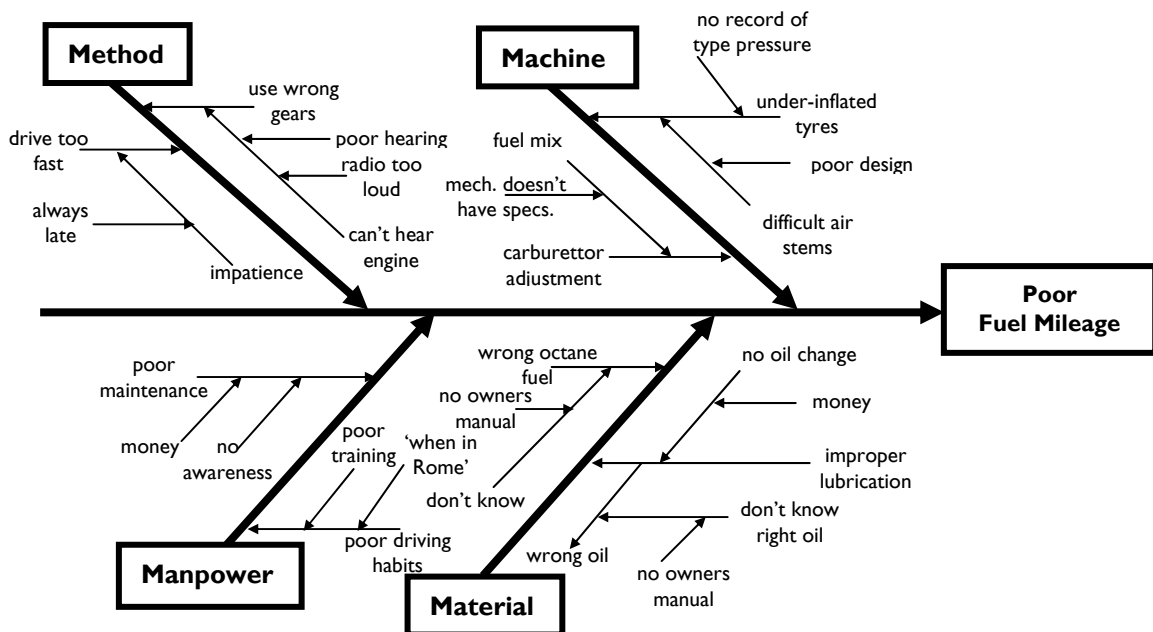 Method
Machine
no record of
type pressure
use wrong
gears
under-inflated
tyres
drive too
fast
poor hearing
radio too
loud
fuel mix
poor design
mech. doesn't
have specs.
always
late
can't hear
engine
difficult air
stems
impatience
carburettor
adjustment
Poor
Fuel Mileage
poor
maintenance
wrong octane
fuel
no oil change
no owners
manual
money
money
no
awareness
poor
training
‘when in
Rome’
improper
lubrication
don't know
don't know
right oil
poor driving
habits
wrong oil
no owners
manual
Manpower
Material